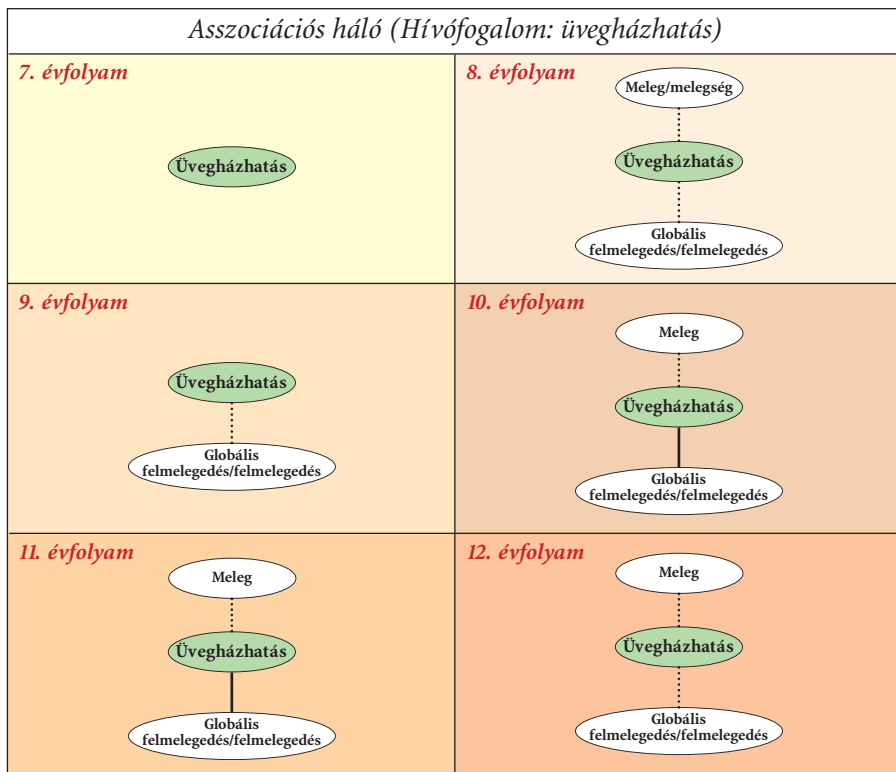 Asszociációs háló (Hívófogalom: üvegházhatás)
7. évfolyam
Üvegházhatás
8. évfolyam
Meleg/melegség
Üvegházhatás
Globális
felmelegedés/felmelegedés
9. évfolyam
Üvegházhatás
Globális
felmelegedés/felmelegedés
10. évfolyam
Meleg
Üvegházhatás
Globális
felmelegedés/felmelegedés
11. évfolyam
Meleg
Üvegházhatás
Globális
felmelegedés/felmelegedés
12. évfolyam
Meleg
Üvegházhatás
Globális
felmelegedés/felmelegedés